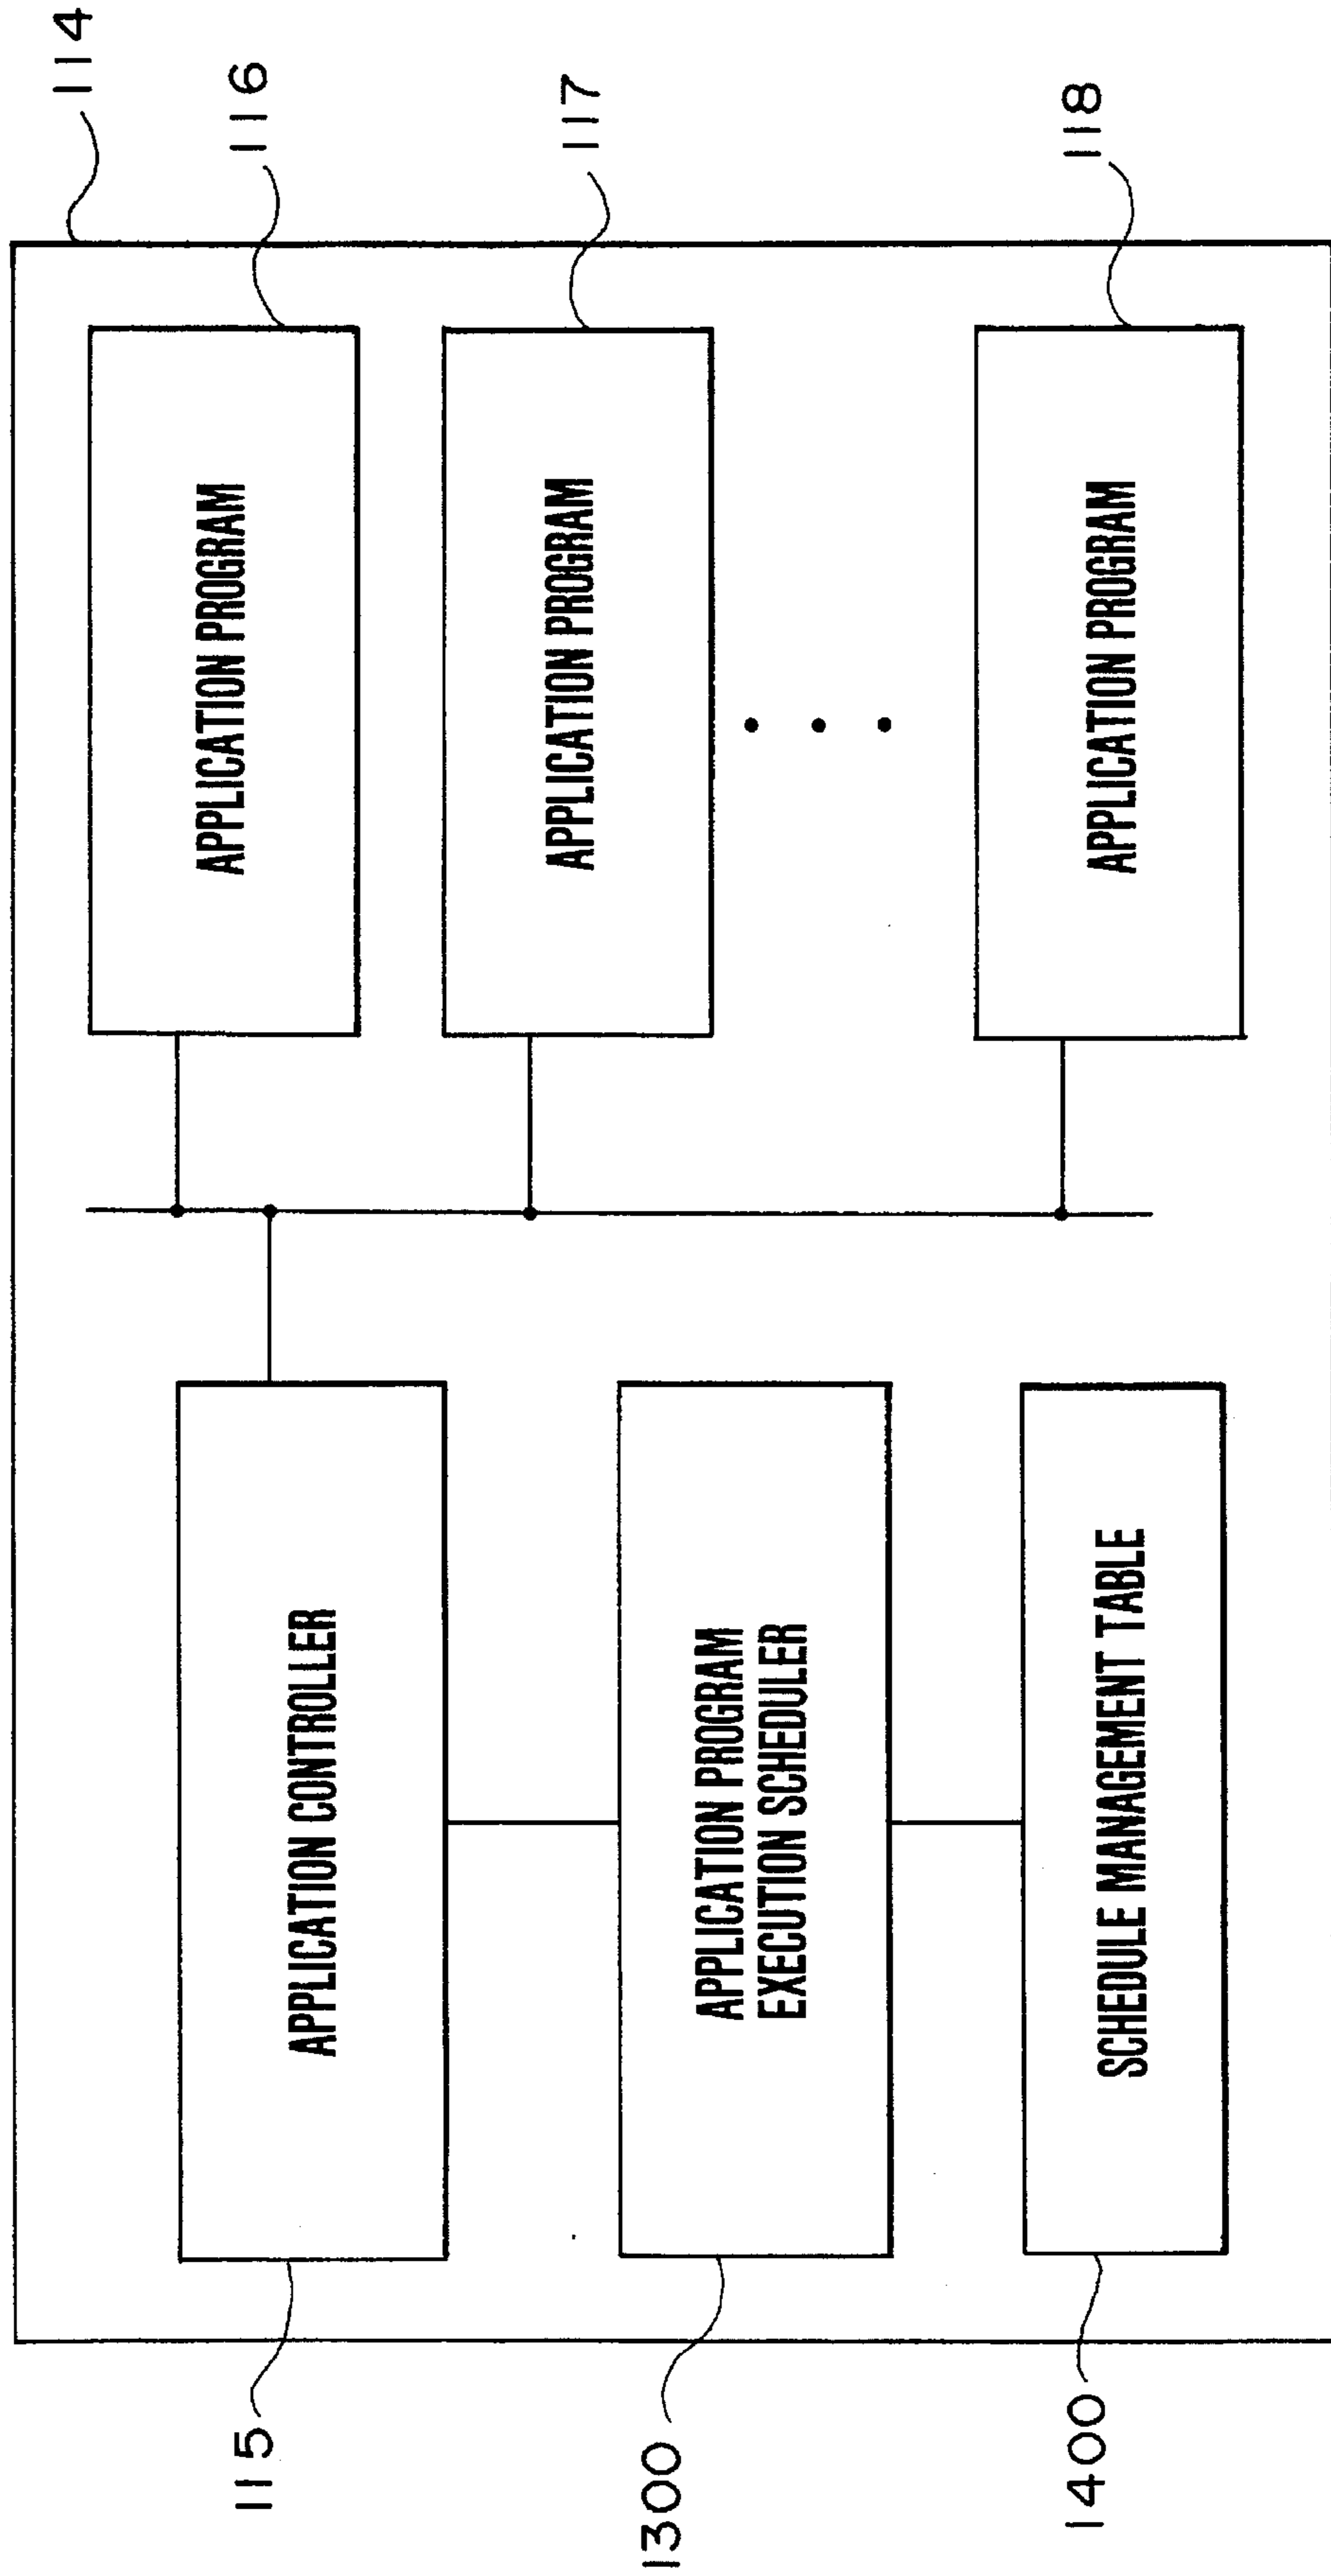 114
115
APPLICATION CONTROLLER
APPLICATION PROGRAM
116
1300
APPLICATION PROGRAM
EXECUTION SCHEDULER
APPLICATION PROGRAM
117
1400
SCHEDULE MANAGEMENT TABLE
APPLICATION PROGRAM
118